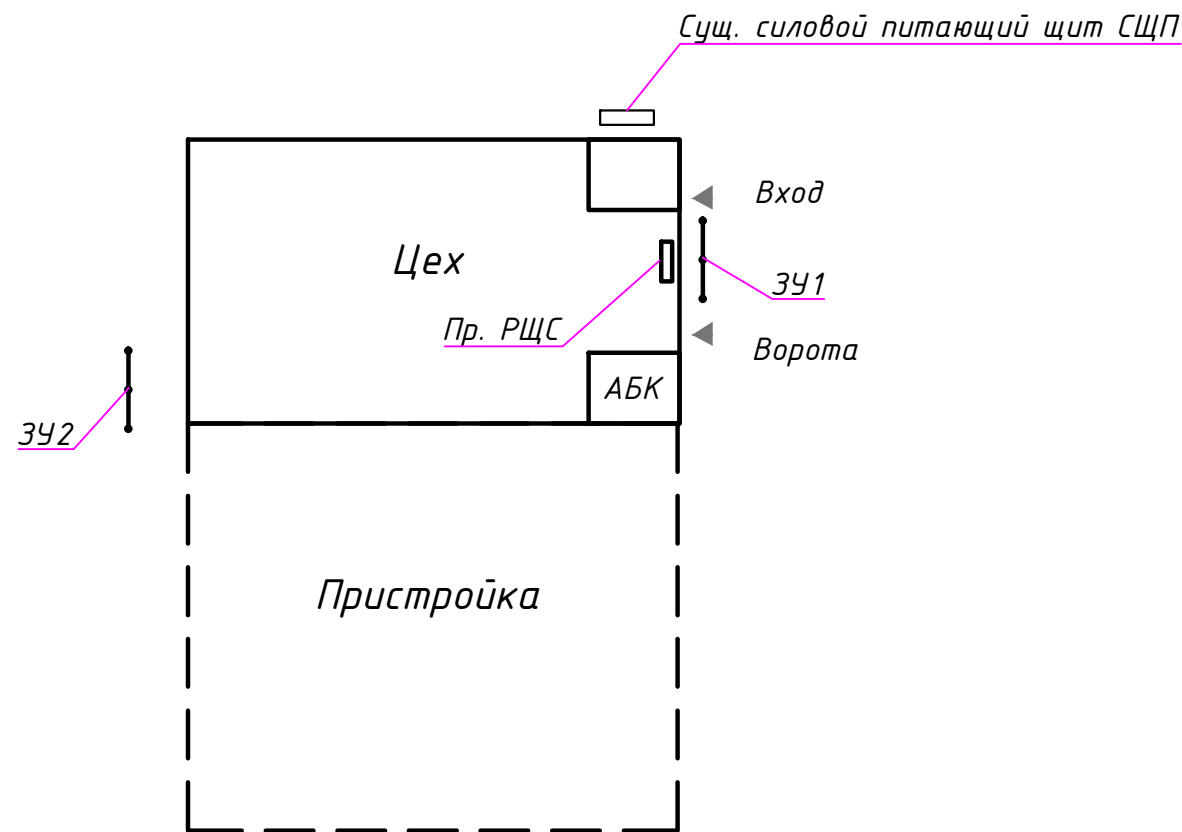 Сущ. силовой питающий щит СЩП
Вход
Цех
ЗУ1
Пр. РЩС
Ворота
АБК
ЗУ2
Пристройка